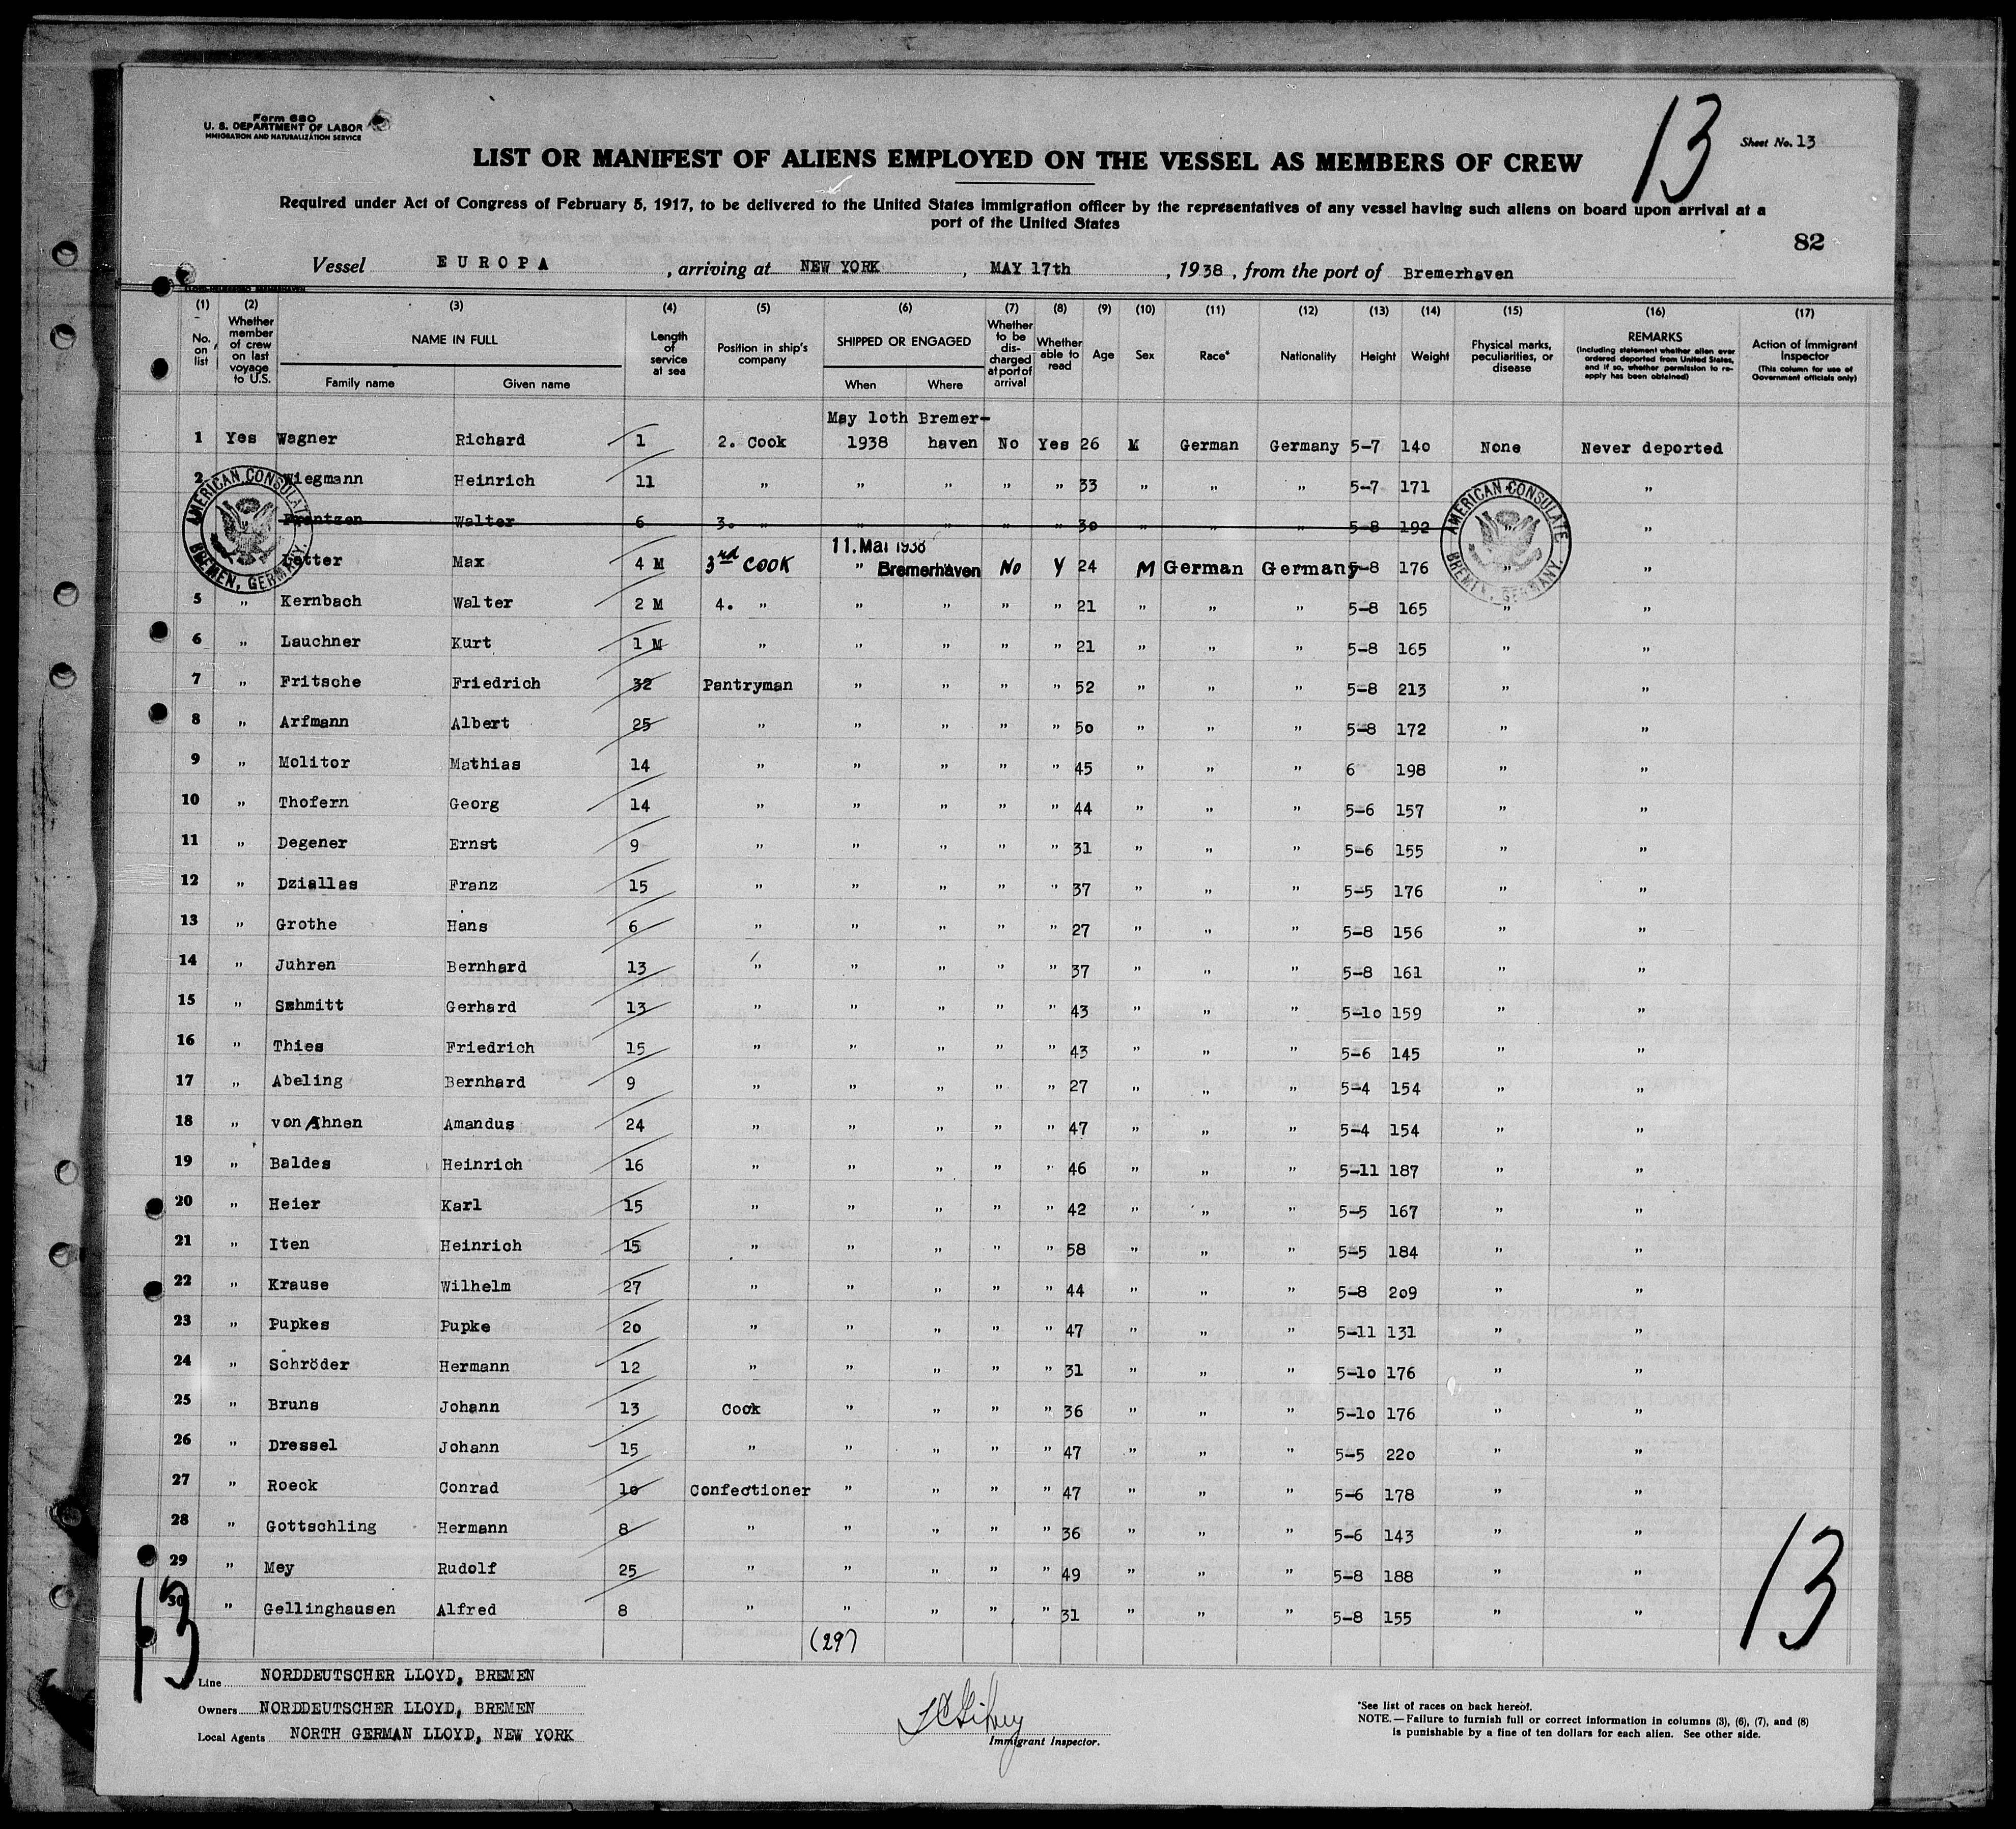 Form 680
U. S. DEPARTMENT OF LABOR
IMMIGRATION AND NATURALIZATION SERVICE
13
Sheet No. 13
LIST OR MANIFEST OF ALIENS EMPLOYED ON THE VESSEL AS MEMBERS OF CREW
Required under Act of Congress of February 5, 1917, to be delivered to the United States immigration officer by the representatives of any vessel having such aliens on board upon arrival at a
port of the United States
82
Vessel EUROPA, arriving at NEW YORK, MAY 17th, 1938, from the port of Bremerhaven
(1) (2) (3) (4) (5) (6) (7) (8) (9) (10) (11) (12) (13) (14) (15) (16) (17)
No. on list
Whether member of crew on last voyage to U.S.
NAME IN FULL
Family name Given name
Length of service at sea
Position in ship's company
SHIPPED OR ENGAGED
When Where
Whether to be discharged at port of arrival
Whether able to read
Age
Sex
Race*
Nationality
Height
Weight
Physical marks, peculiarities, or disease
REMARKS
(Including statement whether alien ever ordered deported from United States, and if so, whether permission to reapply has been obtained)
Action of Immigrant Inspector
(This column for use of Government officials only)
May 1oth Bremer-
1 Yes Wagner Richard 1 2. Cook 1938 haven No Yes 26 M German Germany 5-7 14o None Never deported
2 Wiegmann Heinrich 11 " " " " " 33 " " " 5-7 171 "
Frentzen Walter 6 3. " " " " " 3o " " " 5-8 192 " "
11. Mai 1938
Max 4 M 3rd COOK " Bremerhaven No Y 24 M German Germany 5-8 176 " "
AMERICAN CONSULATE
BREMEN, GERMANY.
AMERICAN CONSULATE
BREMEN, GERMANY.
5 " Kernbach Walter 2 M 4. " " " " " 21 " " " 5-8 165 " "
6 " Lauchner Kurt 1 M " " " " " 21 " " " 5-8 165 " "
7 " Fritsche Friedrich 32 Pantryman " " " " 52 " " " 5-8 213 " "
8 " Arfmann Albert 25 " " " " " 5o " " " 5-8 172 " "
9 " Molitor Mathias 14 " " " " " 45 " " " 6 198 " "
10 " Thofern Georg 14 " " " " " 44 " " " 5-6 157 " "
11 " Degener Ernst 9 " " " " " 31 " " " 5-6 155 " "
12 " Dziallas Franz 15 " " " " " 37 " " " 5-5 176 " "
13 " Grothe Hans 6 " " " " " 27 " " " 5-8 156 " "
14 " Juhren Bernhard 13 " " " " " 37 " " " 5-8 161 " "
15 " Schmitt Gerhard 13 " " " " " 43 " " " 5-1o 159 " "
16 " Thies Friedrich 15 " " " " " 43 " " " 5-6 145 " "
17 " Abeling Bernhard 9 " " " " " 27 " " " 5-4 154 " "
18 " von Ahnen Amandus 24 " " " " " 47 " " " 5-4 154 " "
19 " Baldes Heinrich 16 " " " " " 46 " " " 5-11 187 " "
20 " Heier Karl 15 " " " " " 42 " " " 5-5 167 " "
21 " Iten Heinrich 15 " " " " " 58 " " " 5-5 184 " "
22 " Krause Wilhelm 27 " " " " " 44 " " " 5-8 2o9 " "
23 " Pupkes Pupke 2o " " " " " 47 " " " 5-11 131 " "
24 " Schröder Hermann 12 " " " " " 31 " " " 5-1o 176 " "
25 " Bruns Johann 13 Cook " " " " 36 " " " 5-1o 176 " "
26 " Dressel Johann 15 " " " " " 47 " " " 5-5 22o " "
27 " Roeck Conrad 1o Confectioner " " " " 47 " " " 5-6 178 " "
28 " Gottschling Hermann 8 " " " " " 36 " " " 5-6 143 " "
29 " Mey Rudolf 25 " " " " " 49 " " " 5-8 188 " "
30 " Gellinghausen Alfred 8 " " " " " 31 " " " 5-8 155 " "
(29)
13
13
Line NORDDEUTSCHER LLOYD, BREMEN
Owners NORDDEUTSCHER LLOYD, BREMEN
Local Agents NORTH GERMAN LLOYD, NEW YORK
Immigrant Inspector.
*See list of races on back hereof.
NOTE.—Failure to furnish full or correct information in columns (3), (6), (7), and (8)
is punishable by a fine of ten dollars for each alien. See other side.